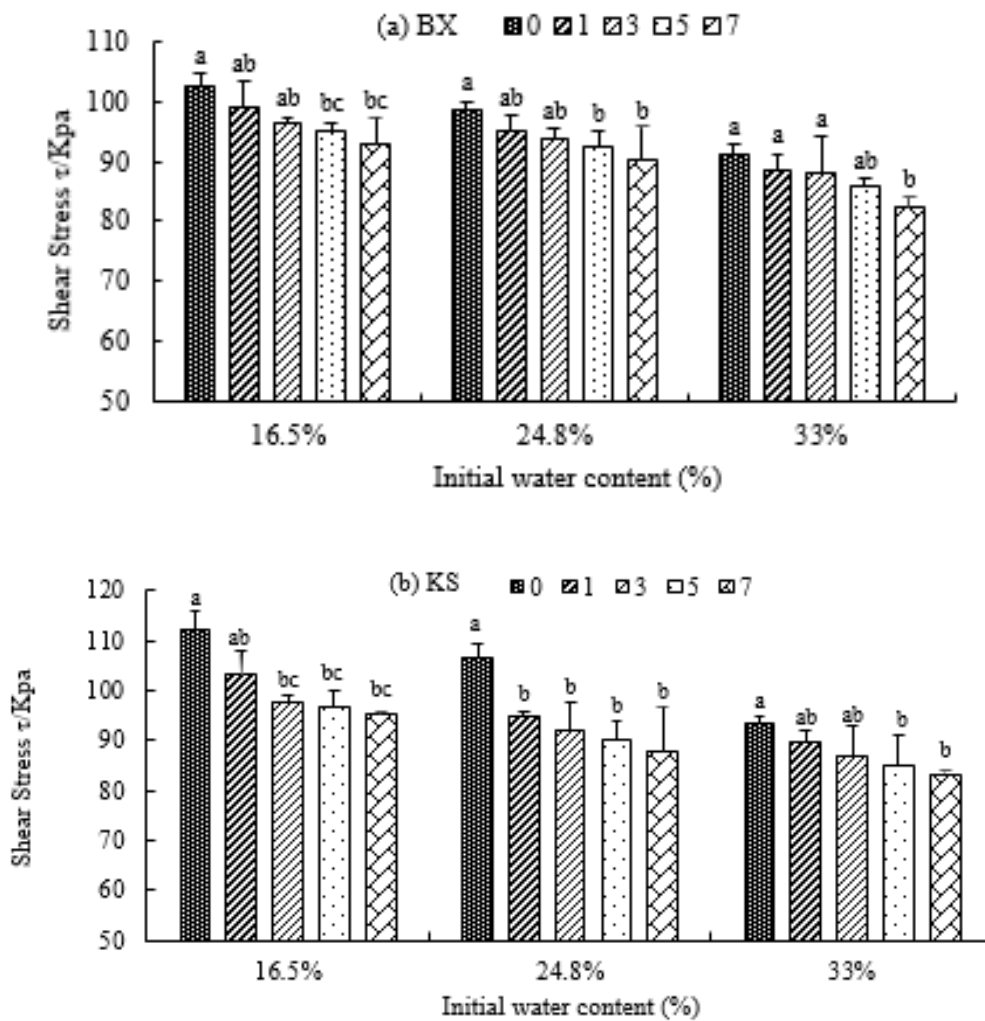 (a) BX 0 1 3 5 7
110
100
90
80
70
60
50
Shear Stress τ/Kpa
a ab ab bc bc
a ab ab b b
a a a ab b
16.5% 24.8% 33%
Initial water content (%)
(b) KS 0 1 3 5 7
120
110
100
90
80
70
60
50
Shear Stress τ/Kpa
a ab bc bc bc
a b b b b
a ab ab b b
16.5% 24.8% 33%
Initial water content (%)